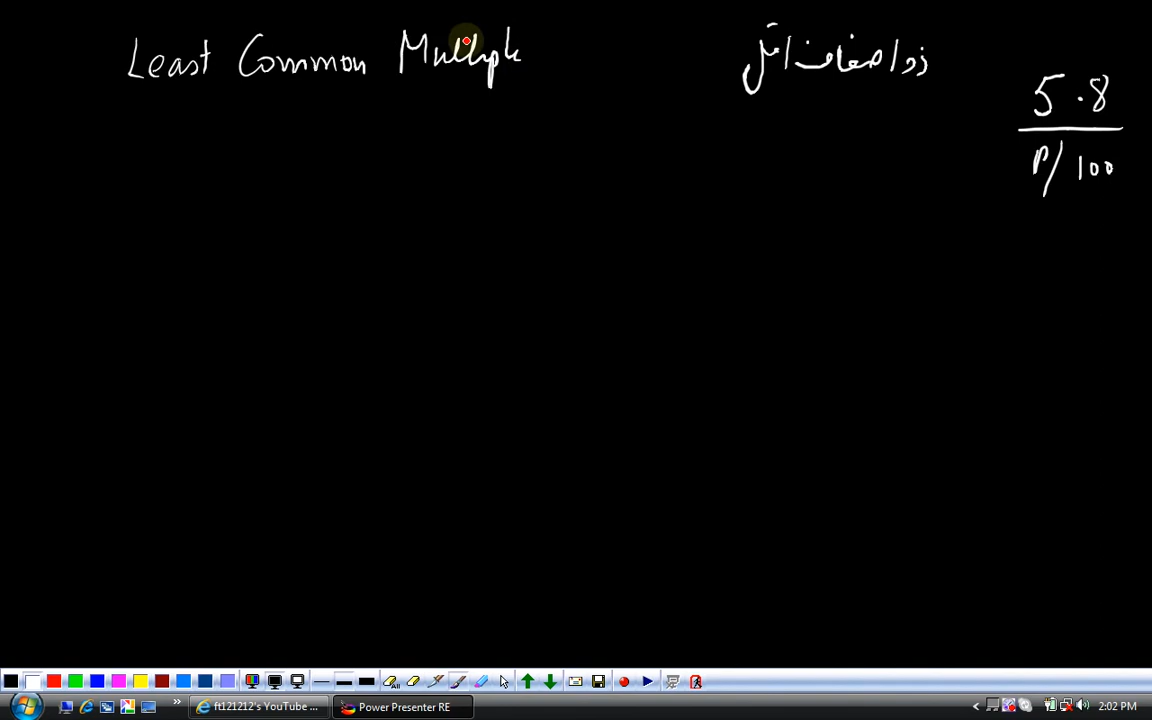 Least Common Multiple
ذو اضعاف اقل
5.8
P/100
ft121212's YouTube ...
Power Presenter RE
2:02 PM